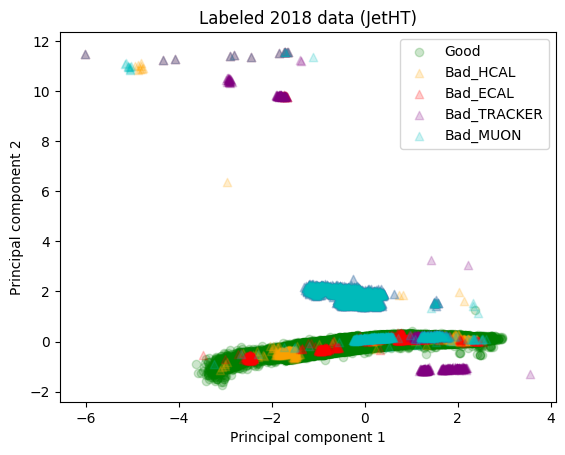 Labeled 2018 data (JetHT)
Good
Bad_HCAL
Bad_ECAL
Bad_TRACKER
Bad_MUON
Principal component 2
12
10
8
6
4
2
0
−2
−6
−4
−2
0
2
4
Principal component 1